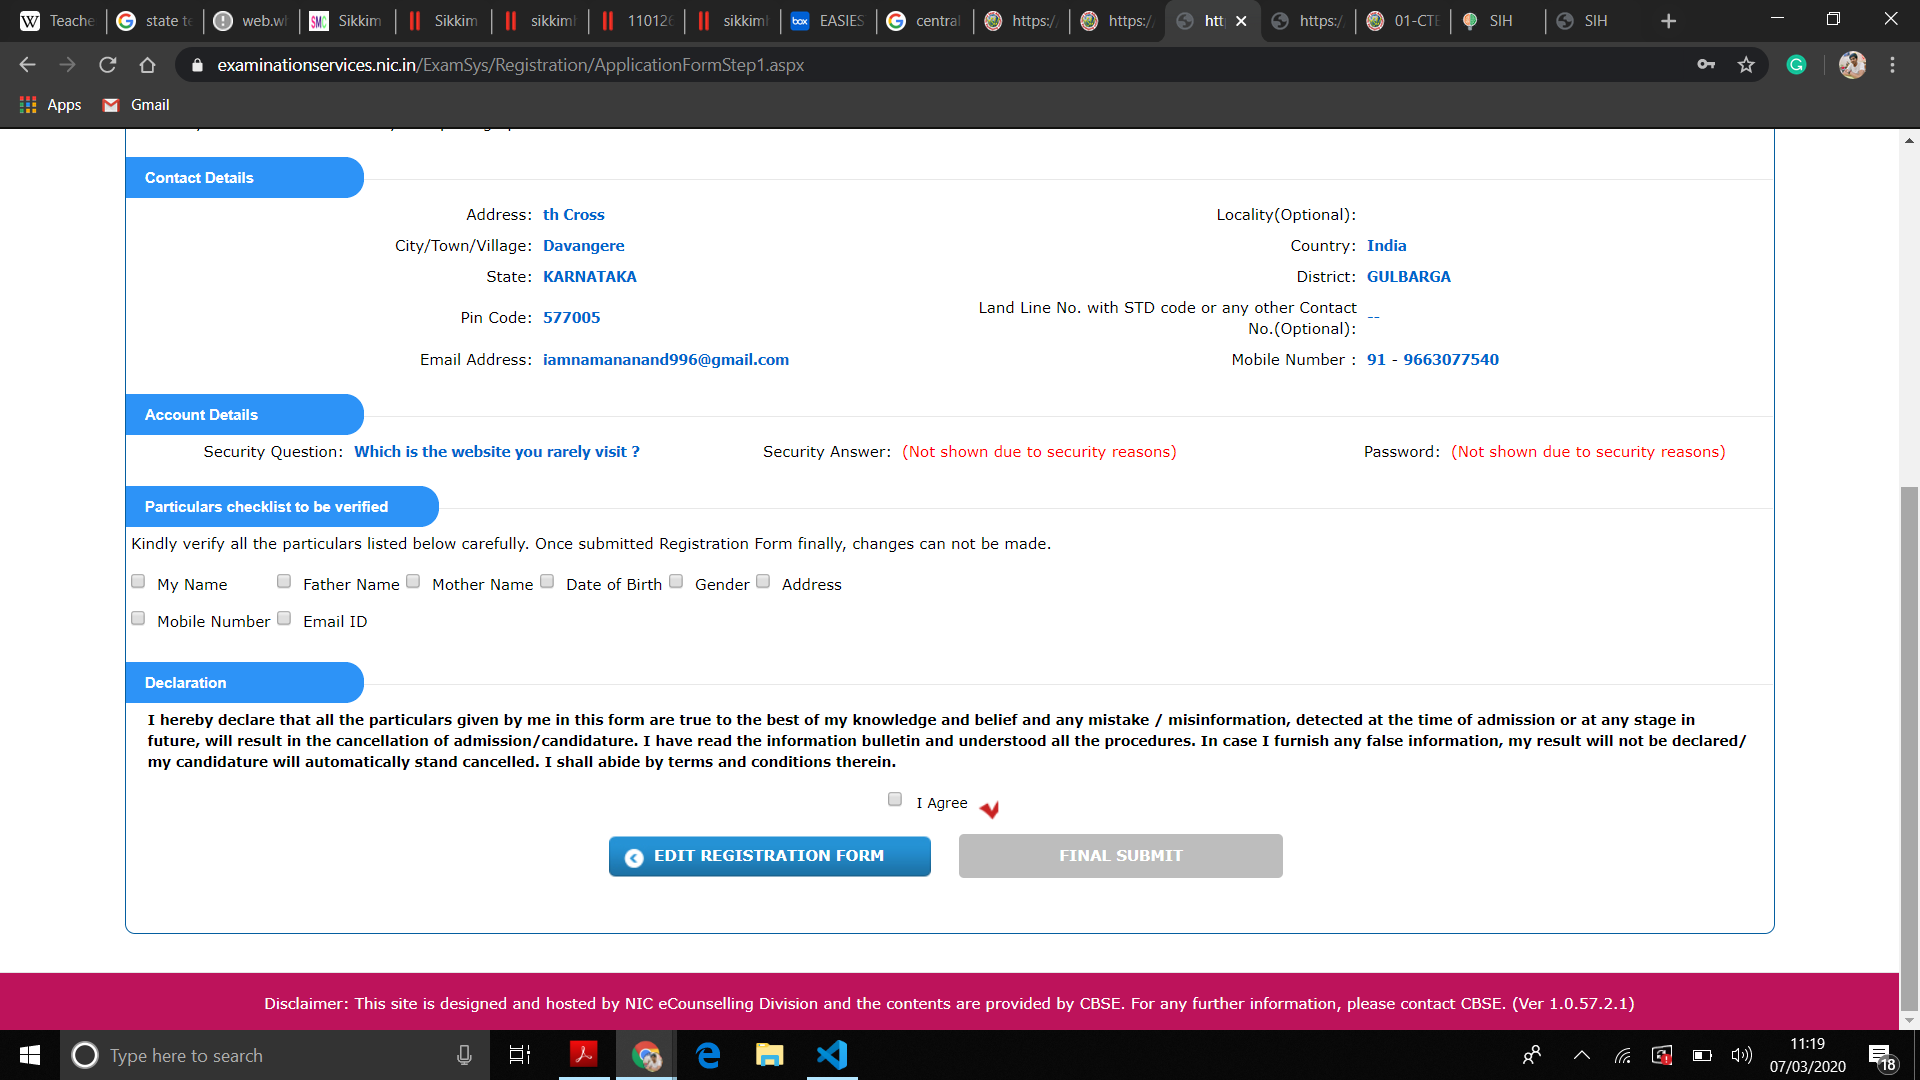 Teache
state te
web.wh
Sikkim
Sikkim
sikkimh
110126
sikkimh
EASIES
central
https:/
https:/
htt
https:/
01-CTE
SIH
SIH
examinationservices.nic.in/ExamSys/Registration/ApplicationFormStep1.aspx
Apps Gmail
Contact Details
Address: th Cross Locality(Optional):
City/Town/Village: Davangere Country: India
State: KARNATAKA District: GULBARGA
Pin Code: 577005 Land Line No. with STD code or any other Contact
No.(Optional): --
Email Address: iamnamananand996@gmail.com Mobile Number : 91 - 9663077540
Account Details
Security Question: Which is the website you rarely visit ? Security Answer: (Not shown due to security reasons) Password: (Not shown due to security reasons)
Particulars checklist to be verified
Kindly verify all the particulars listed below carefully. Once submitted Registration Form finally, changes can not be made.
My Name Father Name Mother Name Date of Birth Gender Address
Mobile Number Email ID
Declaration
I hereby declare that all the particulars given by me in this form are true to the best of my knowledge and belief and any mistake / misinformation, detected at the time of admission or at any stage in
future, will result in the cancellation of admission/candidature. I have read the information bulletin and understood all the procedures. In case I furnish any false information, my result will not be declared/
my candidature will automatically stand cancelled. I shall abide by terms and conditions therein.
I Agree
EDIT REGISTRATION FORM FINAL SUBMIT
Disclaimer: This site is designed and hosted by NIC eCounselling Division and the contents are provided by CBSE. For any further information, please contact CBSE. (Ver 1.0.57.2.1)
Type here to search
11:19
07/03/2020
18